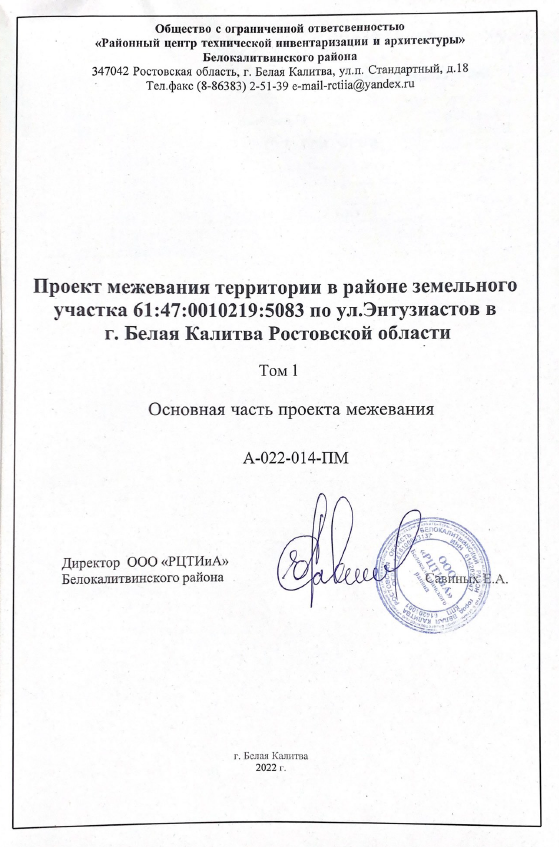 Общество с ограниченной ответсвенностью
«Районный центр технической инвентаризации и архитектуры»
Белокалитвинского района
347042 Ростовская область, г. Белая Калитва, ул.п. Стандартный, д.18
Тел.факс (8-86383) 2-51-39 e-mail-rctiia@yandex.ru
Проект межевания территории в районе земельного
участка 61:47:0010219:5083 по ул.Энтузиастов в
г. Белая Калитва Ростовской области
Том 1
Основная часть проекта межевания
А-022-014-ПМ
Директор ООО «РЦТИиА»
Белокалитвинского района
Савиных Е.А.
ООО
«РЦТИиА»
г. Белая Калитва
2022 г.